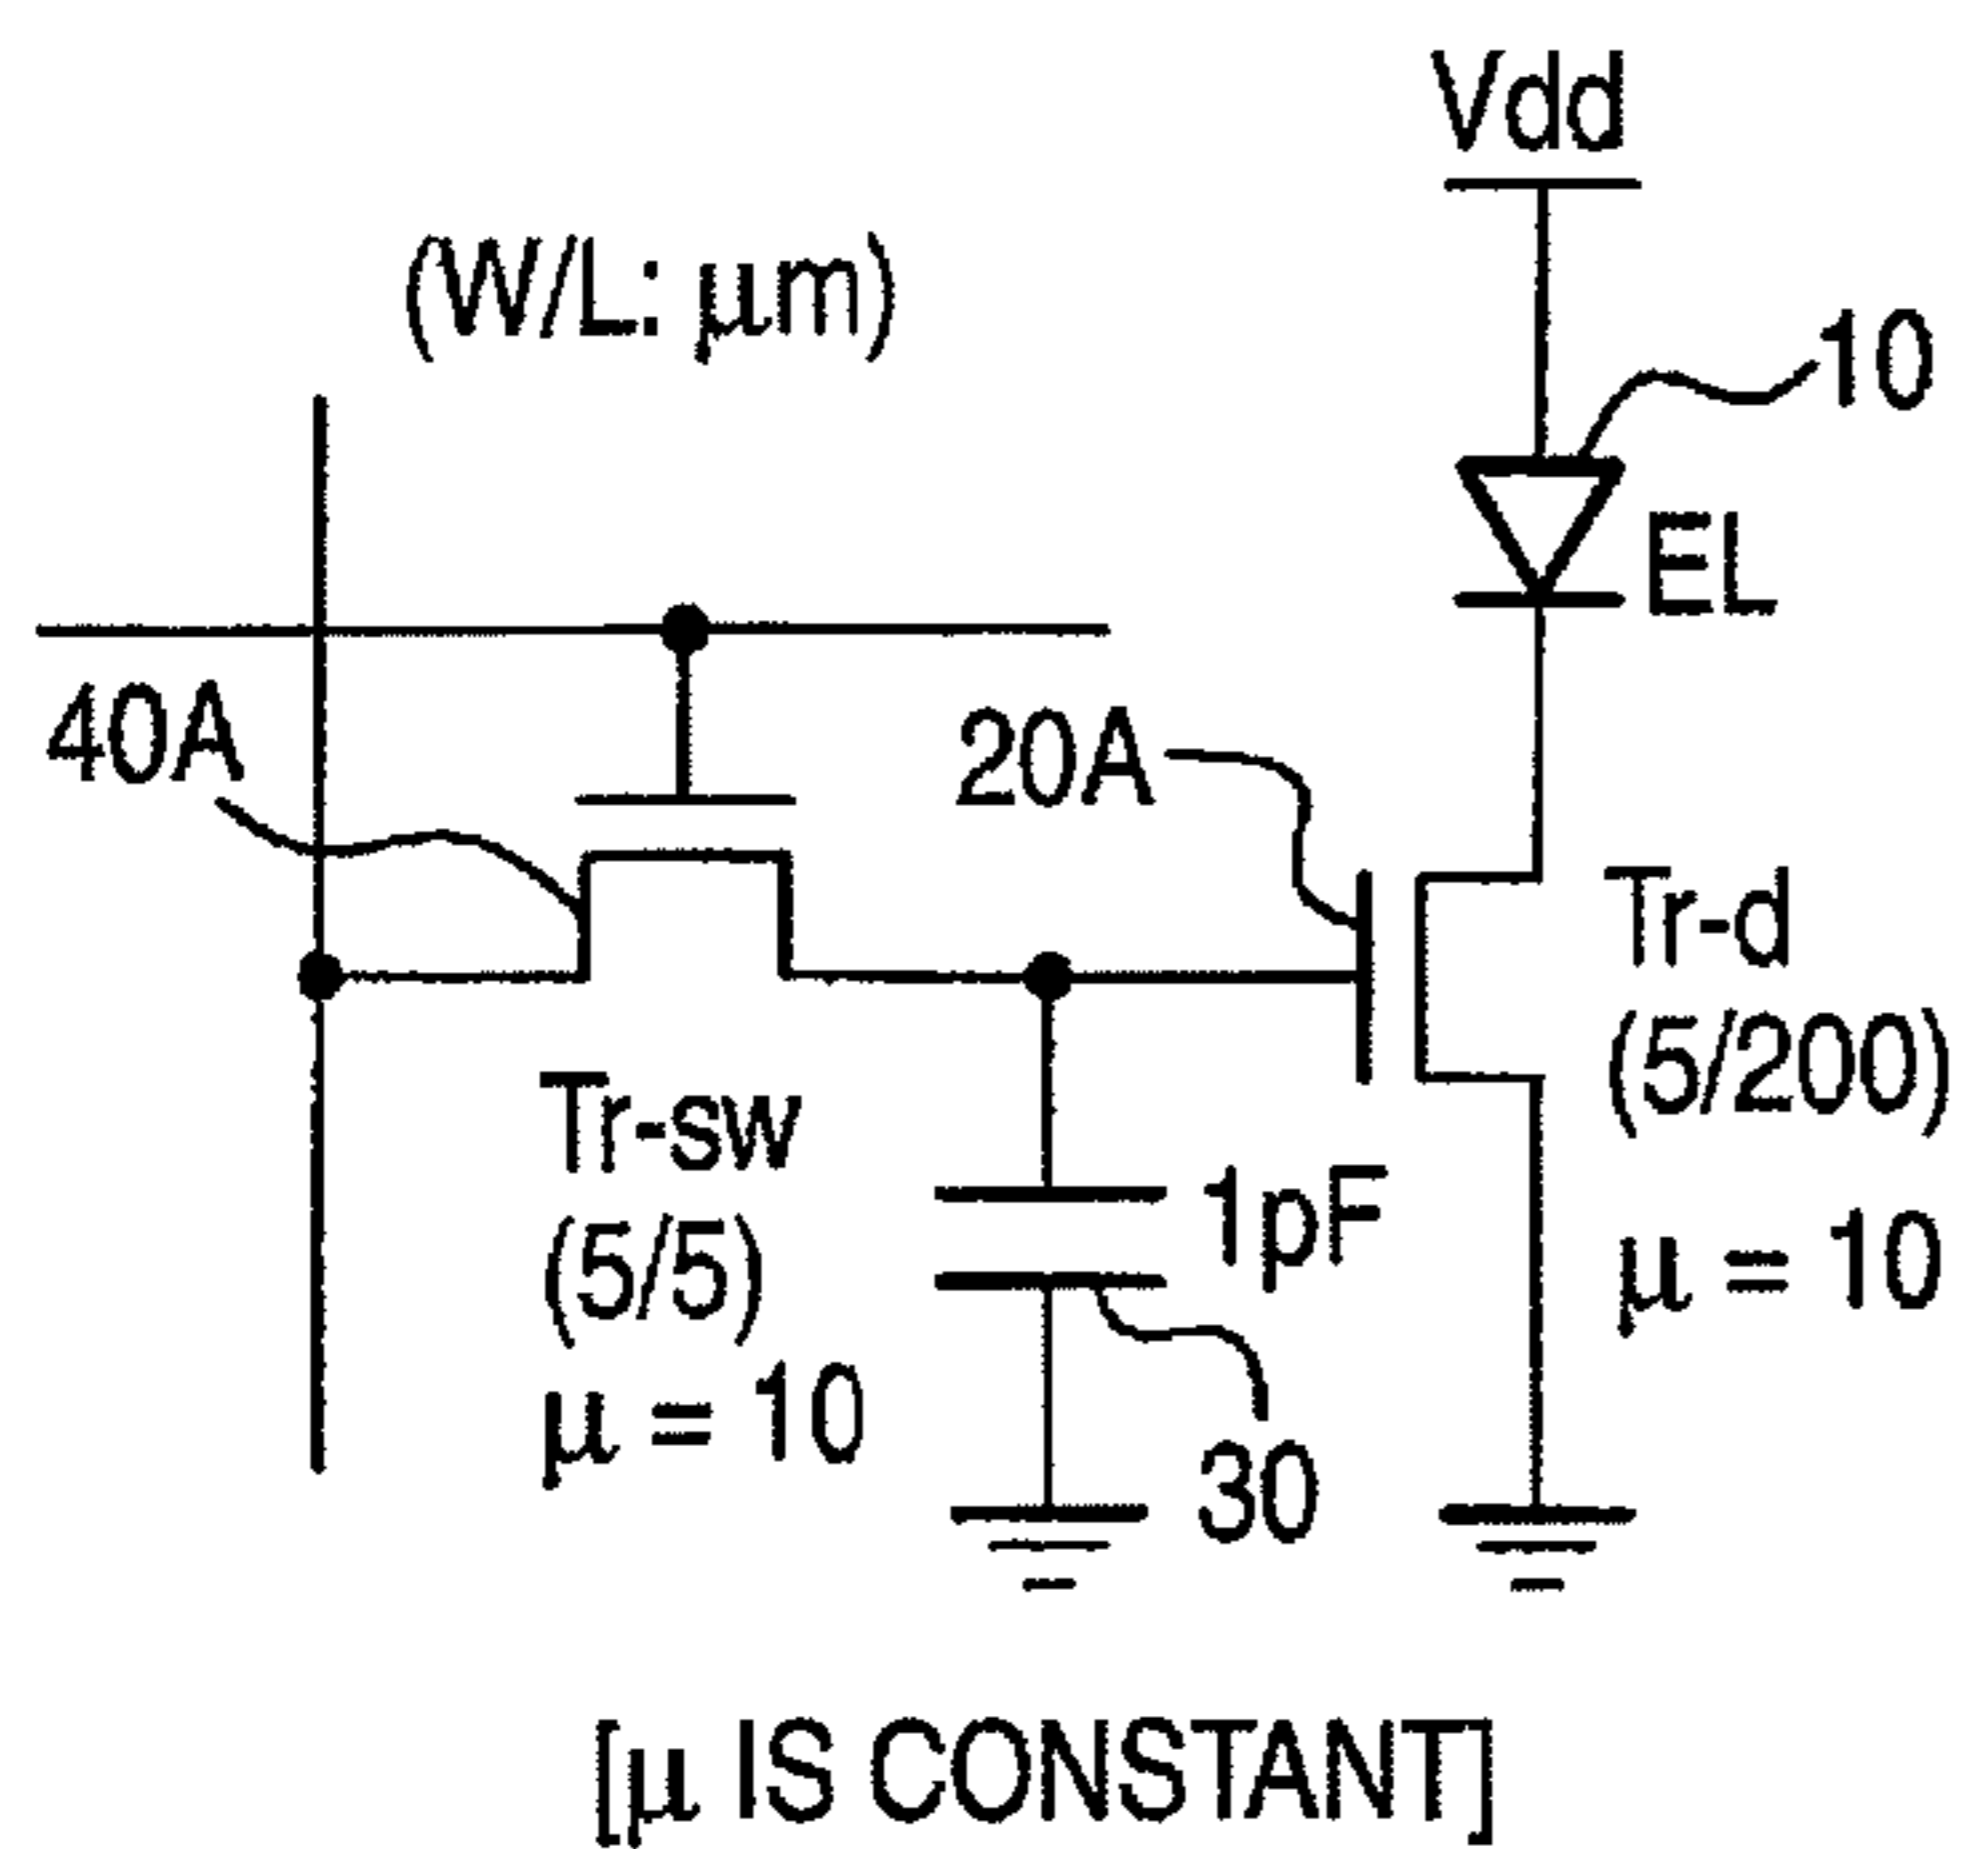 Vdd
(W/L: μm)
10
EL
40A
20A
Tr-d
(5/200)
μ = 10
Tr-sw
(5/5)
μ = 10
1pF
30
[μ IS CONSTANT]